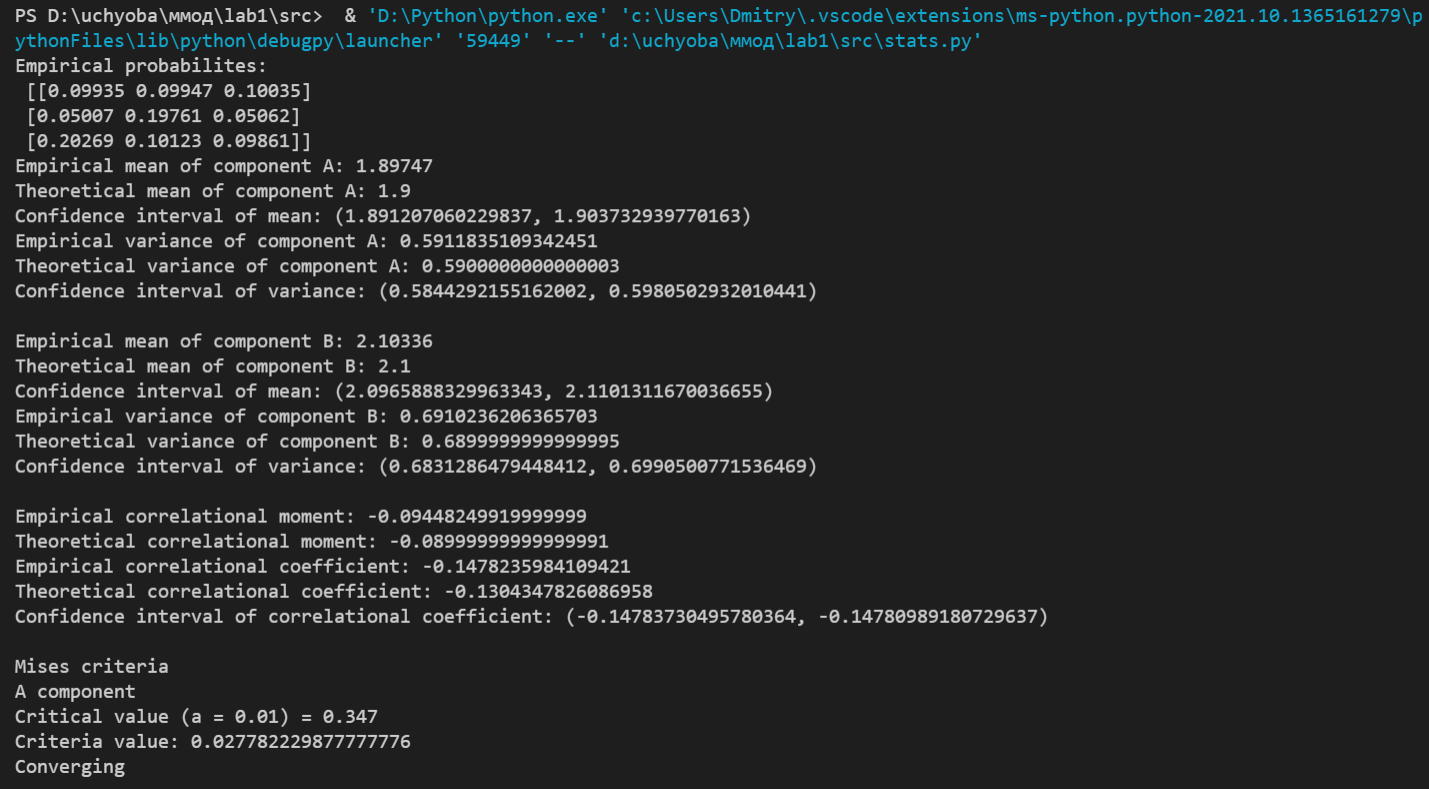 PS D:\uchyoba\ммод\lab1\src>  & 'D:\Python\python.exe' 'c:\Users\Dmitry\.vscode\extensions\ms-python.python-2021.10.1365161279\p
ythonFiles\lib\python\debugpy\launcher' '59449' '--' 'd:\uchyoba\ммод\lab1\src\stats.py'
Empirical probabilites:
 [[0.09935 0.09947 0.10035]
 [0.05007 0.19761 0.05062]
 [0.20269 0.10123 0.09861]]
Empirical mean of component A: 1.89747
Theoretical mean of component A: 1.9
Confidence interval of mean: (1.891207060229837, 1.903732939770163)
Empirical variance of component A: 0.5911835109342451
Theoretical variance of component A: 0.5900000000000003
Confidence interval of variance: (0.5844292155162002, 0.5980502932010441)

Empirical mean of component B: 2.10336
Theoretical mean of component B: 2.1
Confidence interval of mean: (2.0965888329963343, 2.1101311670036655)
Empirical variance of component B: 0.6910236206365703
Theoretical variance of component B: 0.6899999999999995
Confidence interval of variance: (0.6831286479448412, 0.6990500771536469)

Empirical correlational moment: -0.09448249919999999
Theoretical correlational moment: -0.08999999999999991
Empirical correlational coefficient: -0.1478235984109421
Theoretical correlational coefficient: -0.1304347826086958
Confidence interval of correlational coefficient: (-0.14783730495780364, -0.14780989180729637)

Mises criteria
A component
Critical value (a = 0.01) = 0.347
Criteria value: 0.027782229877777776
Converging